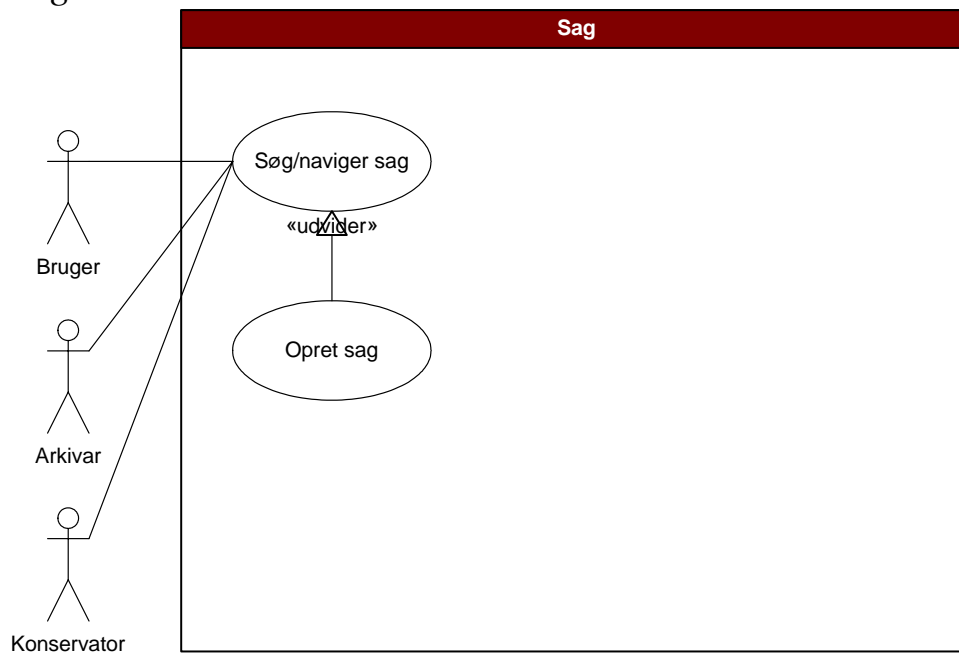 Sag
Søg/naviger sag
«udvider»
Bruger
Opret sag
Arkivar
Konservator